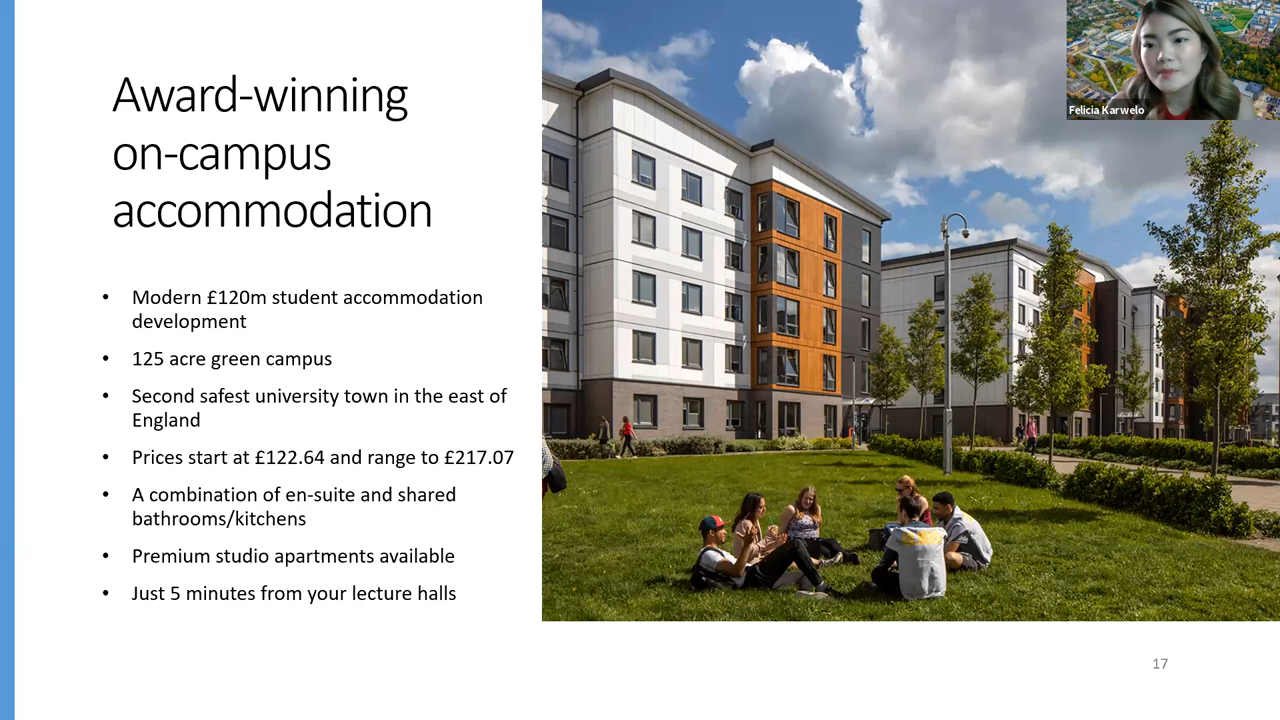 Award-winning
on-campus
accommodation
• Modern £120m student accommodation
development
• 125 acre green campus
• Second safest university town in the east of
England
• Prices start at £122.64 and range to £217.07
• A combination of en-suite and shared
bathrooms/kitchens
• Premium studio apartments available
• Just 5 minutes from your lecture halls
Felicia Karwelo
17